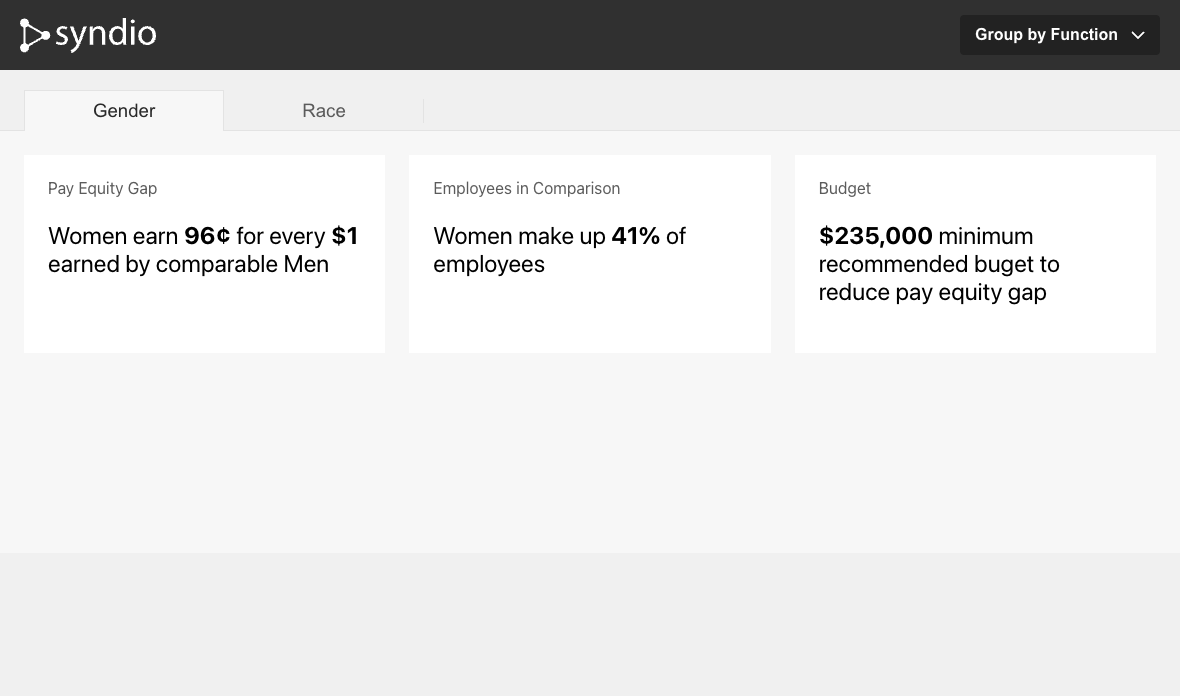 syndio
Group by Function
Gender
Race
Pay Equity Gap
Women earn 96¢ for every $1
earned by comparable Men
Employees in Comparison
Women make up 41% of
employees
Budget
$235,000 minimum
recommended buget to
reduce pay equity gap